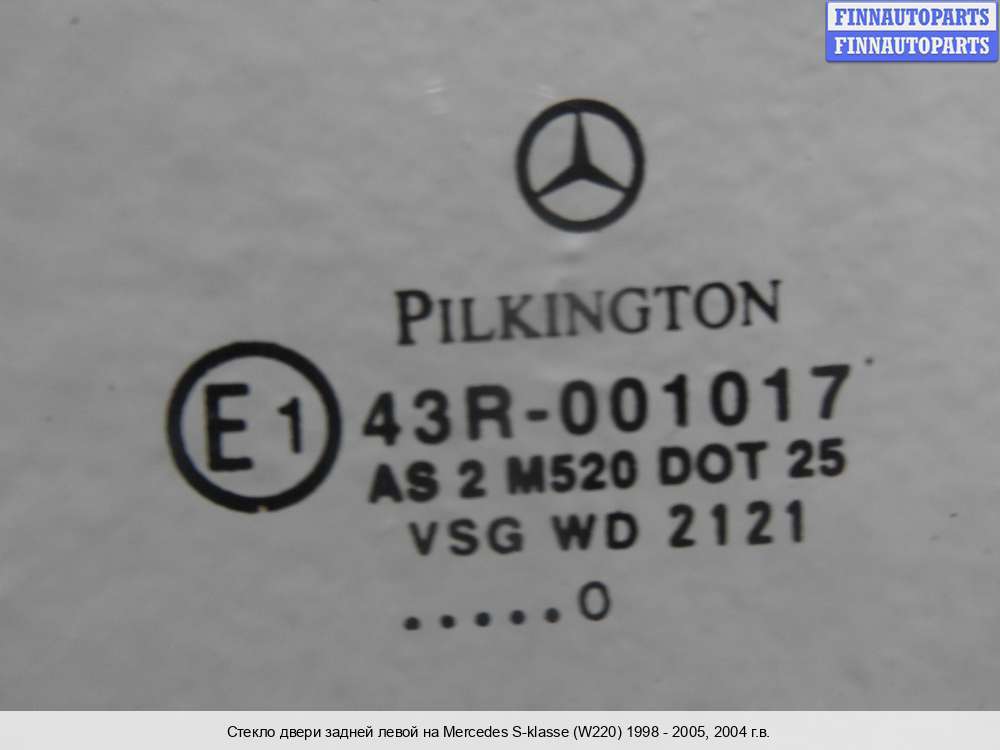 FINNAUTOPARTS
FINNAUTOPARTS
PILKINGTON
E1 43R-001017
AS 2 M520 DOT 25
VSG WD 2121
.....0
Стекло двери задней левой на Mercedes S-klasse (W220) 1998 - 2005, 2004 г.в.